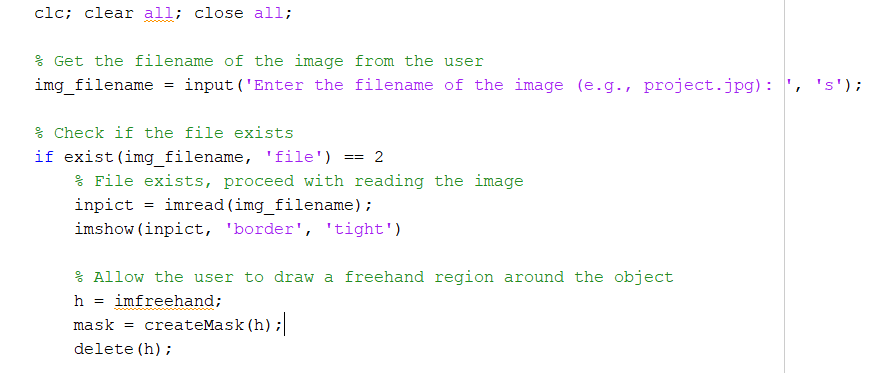 clc; clear all; close all;
% Get the filename of the image from the user
img_filename = input('Enter the filename of the image (e.g., project.jpg): ', 's');
% Check if the file exists
if exist(img_filename, 'file') == 2
% File exists, proceed with reading the image
inpict = imread(img_filename);
imshow(inpict, 'border', 'tight')
% Allow the user to draw a freehand region around the object
h = imfreehand;
mask = createMask(h);
delete(h);